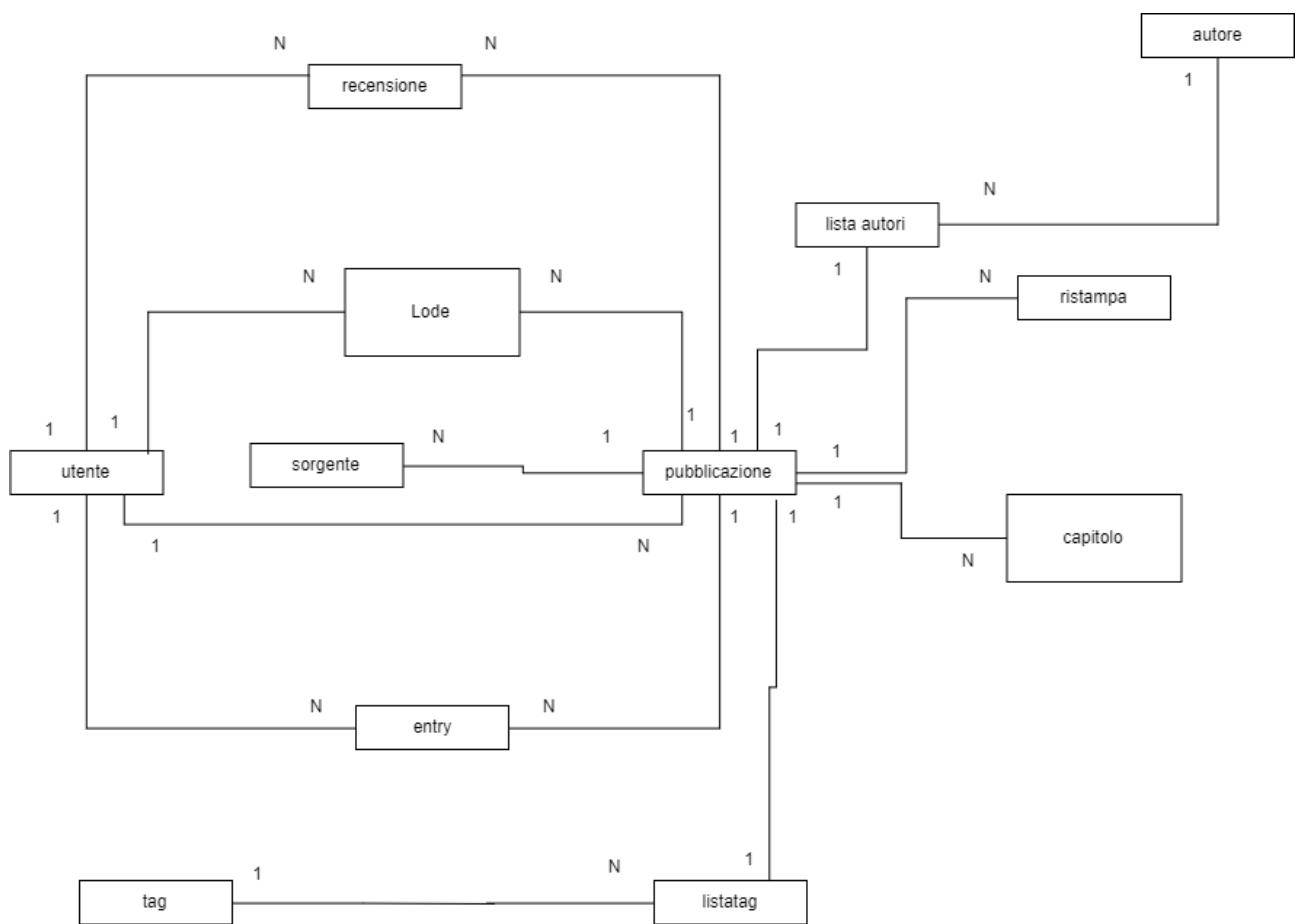 autore
N
N
recensione
1
N
lista autori
N
N
1
N
ristampa
Lode
1
1
1
N
1
1
1
1
utente
sorgente
pubblicazione
1
1
1
1
capitolo
1
N
N
N
N
entry
1
N
1
tag
listatag